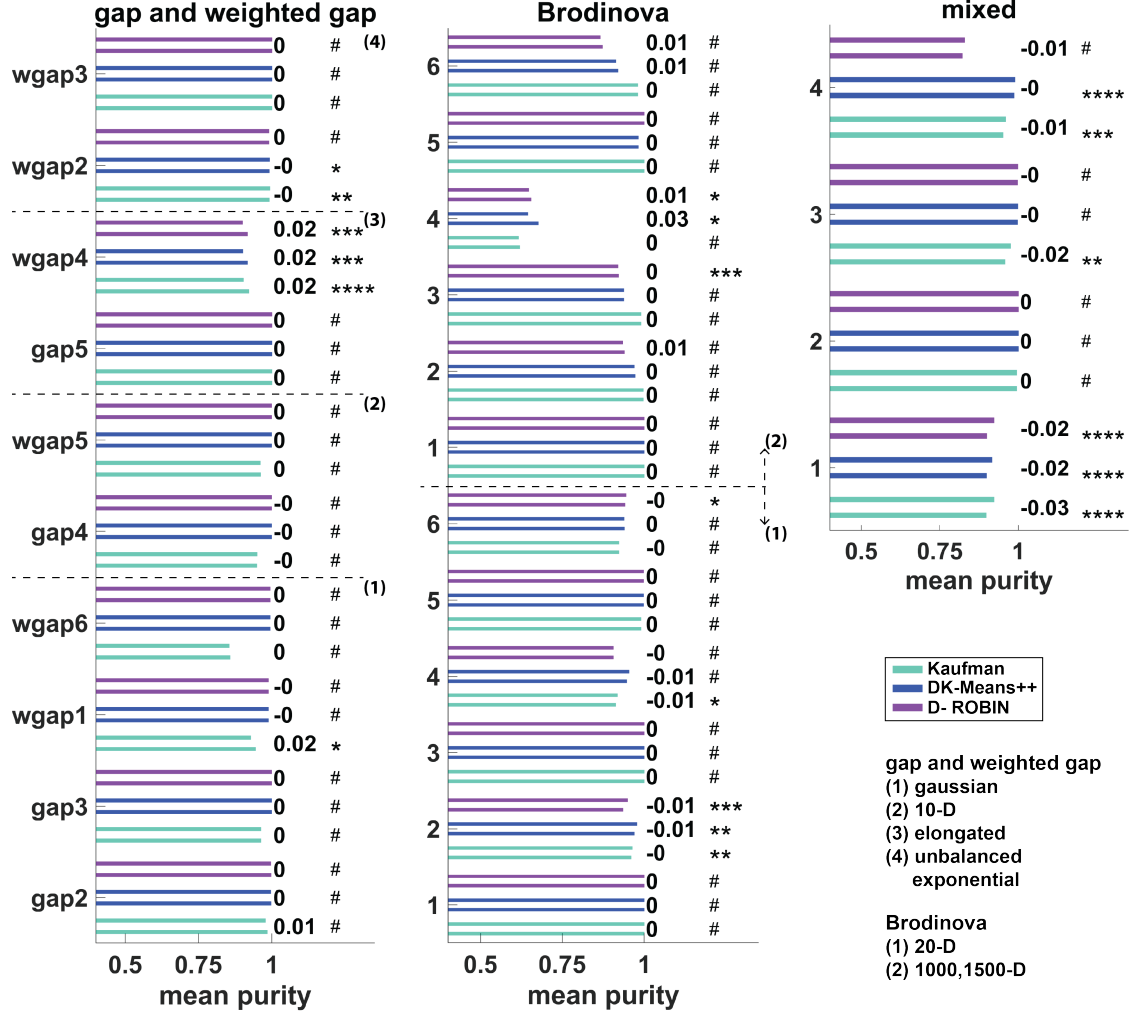 gap and weighted gap
0 # (4)
wgap3 0 #
0 #
0 #
wgap2 -0 *
-0 **
0.02 *** (3)
wgap4 0.02 ***
0.02 ****
0 #
gap5 0 #
0 #
0 # (2)
wgap5 0 #
0 #
-0 #
gap4 -0 #
-0 #
0 # (1)
wgap6 0 #
0 #
-0 #
wgap1 -0 #
0.02 *
0 #
gap3 0 #
0 #
0 #
gap2 0 #
0.01 #
0.5 0.75 1
mean purity
Brodinova
0.01 #
6 0.01 #
0 #
0 #
5 0 #
0 #
0.01 *
4 0.03 *
0 #
0 ***
3 0 #
0 #
0.01 #
2 0 #
0 #
0 #
1 0 #
0 #
(2)
(1)
-0 *
6 0 #
-0 #
0 #
5 0 #
0 #
-0 #
4 -0.01 #
-0.01 *
0 #
3 0 #
0 #
-0.01 ***
2 -0.01 **
-0 **
0 #
1 0 #
0 #
0.5 0.75 1
mean purity
mixed
-0.01 #
4 -0 ****
-0.01 ***
-0 #
3 -0 #
-0.02 **
0 #
2 0 #
0 #
-0.02 ****
1 -0.02 ****
-0.03 ****
0.5 0.75 1
mean purity
Kaufman
DK-Means++
D- ROBIN
gap and weighted gap
(1) gaussian
(2) 10-D
(3) elongated
(4) unbalanced
exponential
Brodinova
(1) 20-D
(2) 1000,1500-D